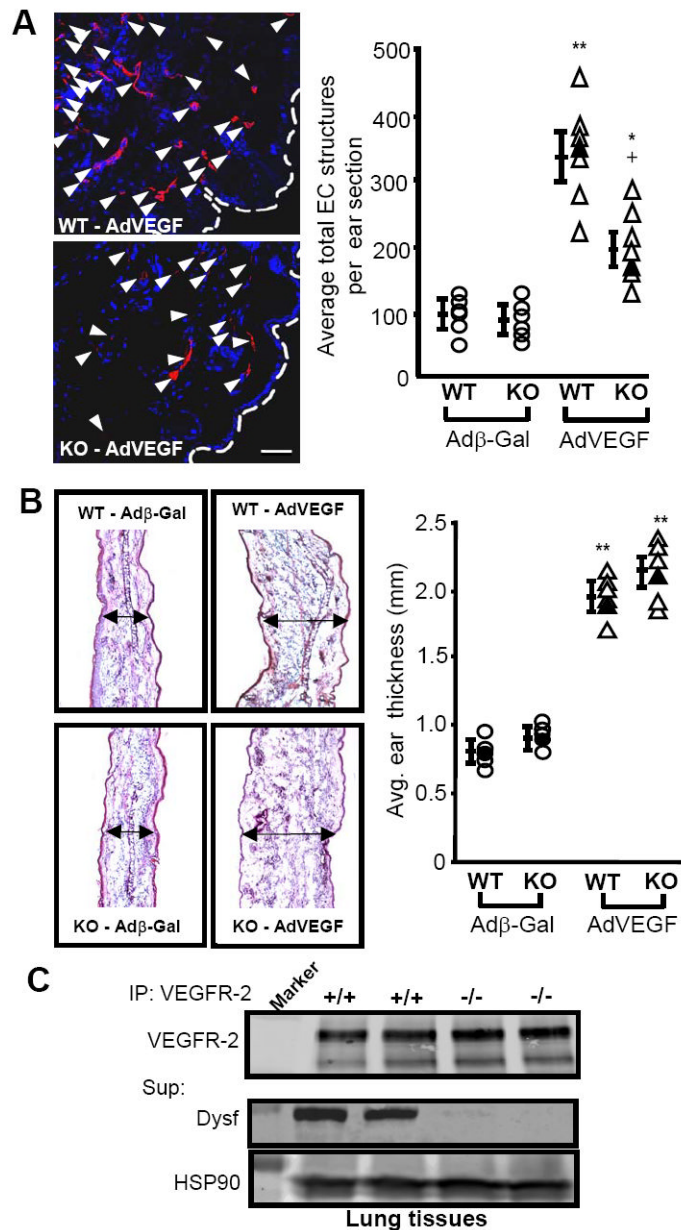 A
WT - AdVEGF
KO - AdVEGF
Average total EC structures
per ear section
500
400
300
200
100
0
**
*
+
WT KO WT KO
Adβ-Gal AdVEGF
B
WT - Adβ-Gal
WT - AdVEGF
KO - Adβ-Gal
KO - AdVEGF
Avg. ear thickness (mm)
2.5
2.0
1.5
1.0
0.5
0
**
**
WT KO WT KO
Adβ-Gal AdVEGF
C
IP: VEGFR-2 Marker +/+ +/+ -/- -/-
VEGFR-2
Sup:
Dysf
HSP90
Lung tissues